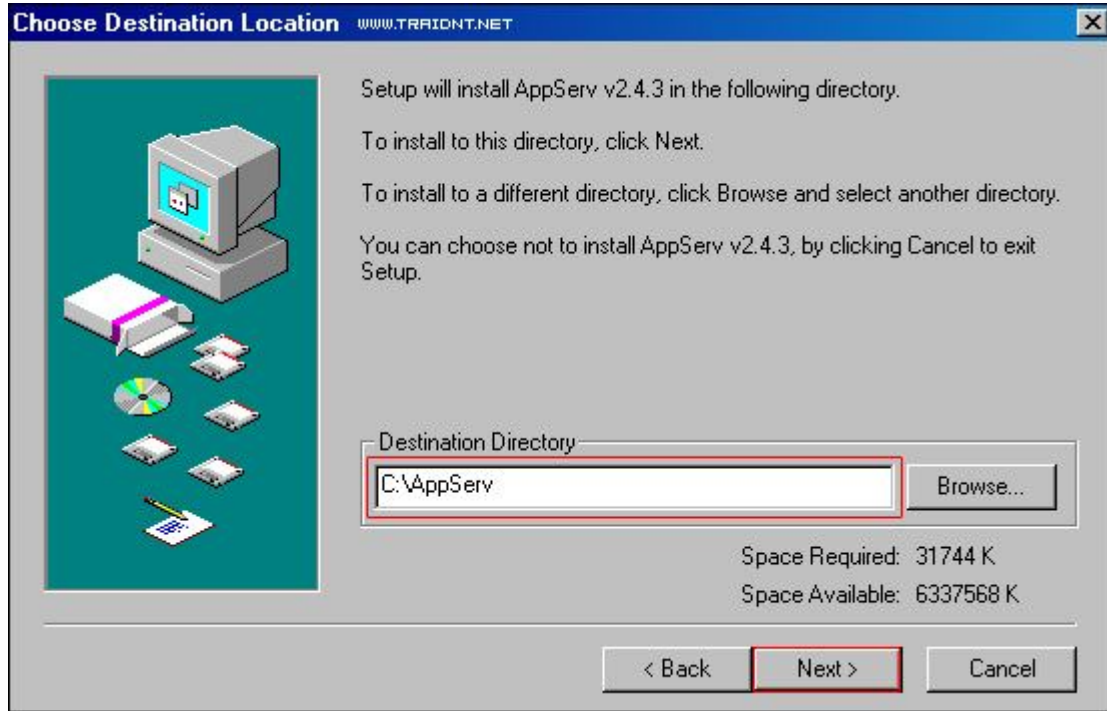 Choose Destination Location WWW.TRAIDNT.NET
Setup will install AppServ v2.4.3 in the following directory.
To install to this directory, click Next.
To install to a different directory, click Browse and select another directory.
You can choose not to install AppServ v2.4.3, by clicking Cancel to exit
Setup.
Destination Directory
C:\AppServ
Browse...
Space Required: 31744 K
Space Available: 6337568 K
< Back
Next >
Cancel